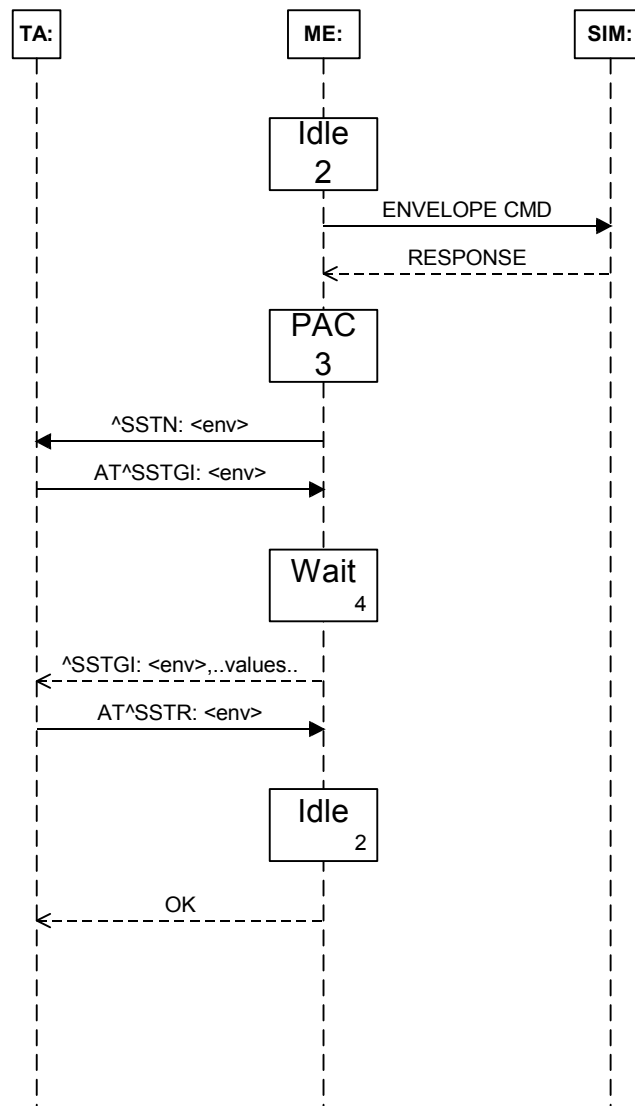 TA:
ME:
SIM:
Idle
2
ENVELOPE CMD
RESPONSE
PAC
3
^SSTN: <env>
AT^SSTGI: <env>
Wait
4
^SSTGI: <env>,..values..
AT^SSTR: <env>
Idle
2
OK